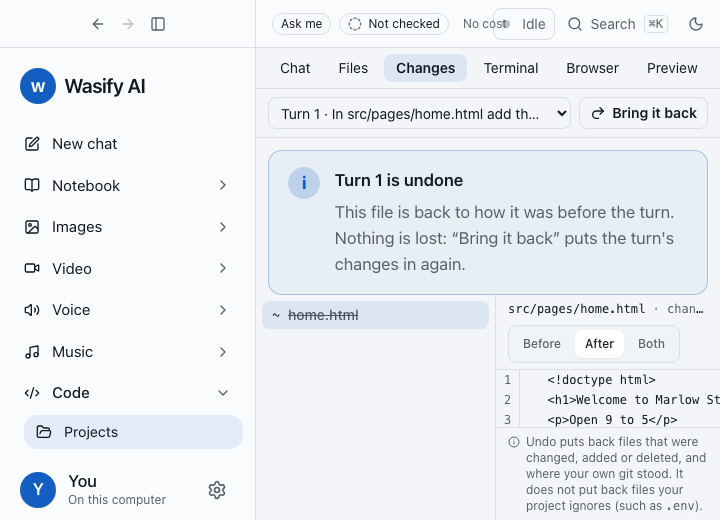 w Wasify AI
New chat
Notebook
Images
Video
Voice
Music
Code
Projects
Y You
On this computer
Ask me Not checked No cost Idle Search ⌘K
Chat Files Changes Terminal Browser Preview
Turn 1 · In src/pages/home.html add th... Bring it back
i Turn 1 is undone
This file is back to how it was before the turn.
Nothing is lost: “Bring it back” puts the turn's
changes in again.
~ home.html
src/pages/home.html · chan…
Before After Both
1 <!doctype html>
2 <h1>Welcome to Marlow St
3 <p>Open 9 to 5</p>
Undo puts back files that were
changed, added or deleted, and
where your own git stood. It
does not put back files your
project ignores (such as .env).